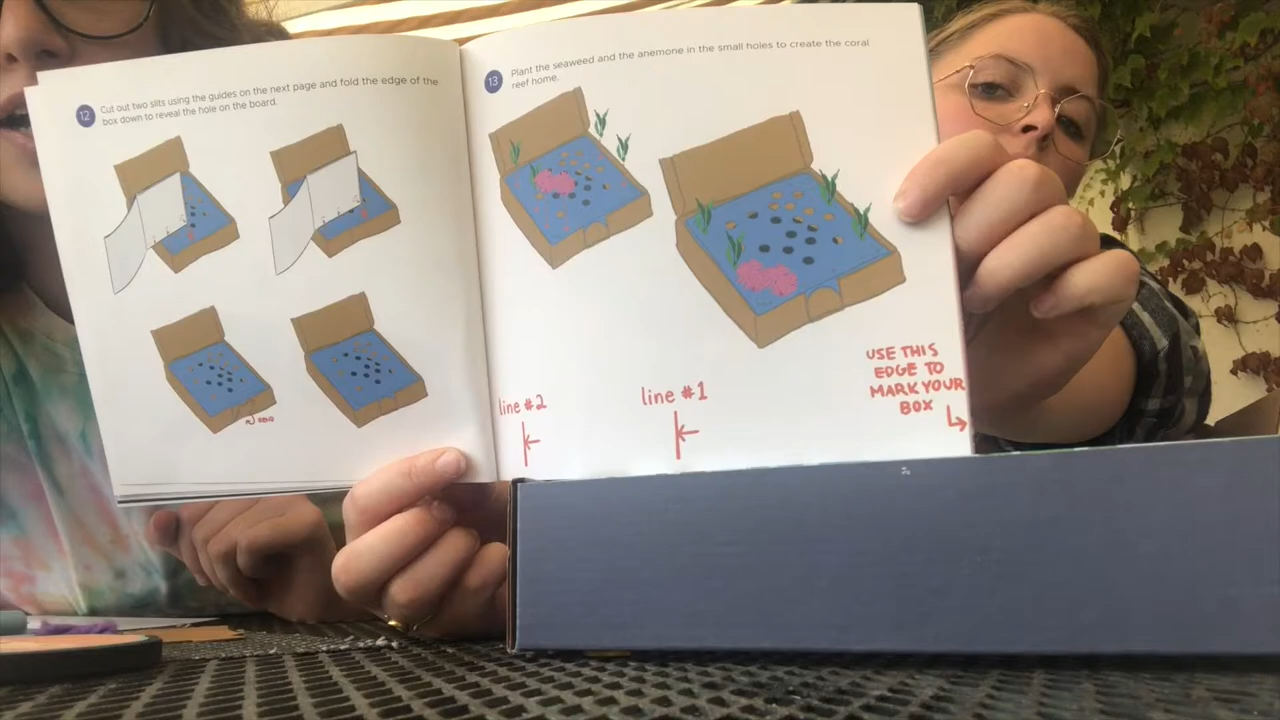 12 Cut out two slits using the guides on the next page and fold the edge of the
box down to reveal the hole on the board.
13 Plant the seaweed and the anemone in the small holes to create the coral
reef home.
line #2
line #1
USE THIS
EDGE TO
MARK YOUR
BOX